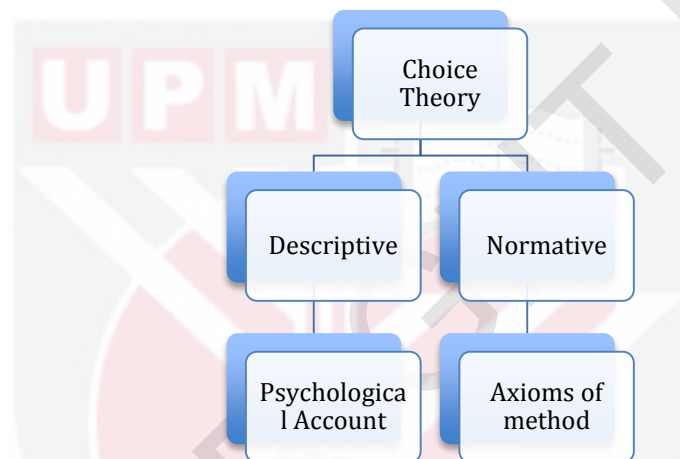 UPM
Choice
Theory
Descriptive
Normative
Psychologica
l Account
Axioms of
method